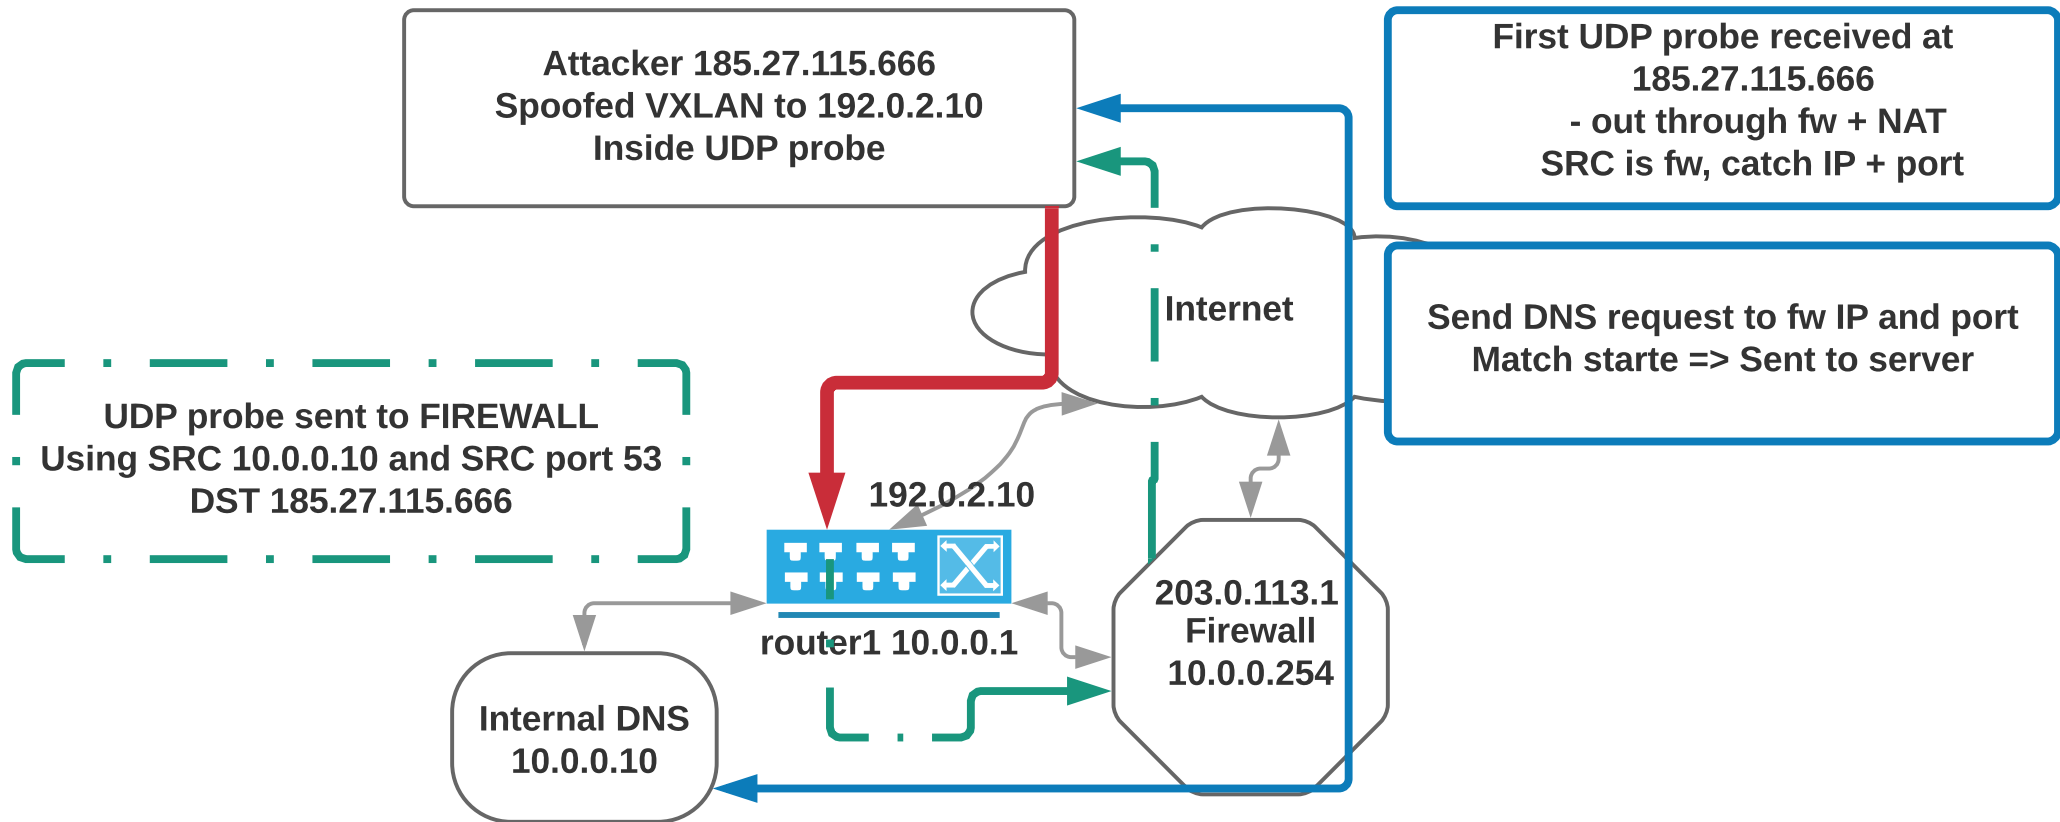 Attacker 185.27.115.666
Spoofed VXLAN to 192.0.2.10
Inside UDP probe
First UDP probe received at
185.27.115.666
- out through fw + NAT
SRC is fw, catch IP + port
Internet
Send DNS request to fw IP and port
Match starte => Sent to server
UDP probe sent to FIREWALL
Using SRC 10.0.0.10 and SRC port 53
DST 185.27.115.666
192.0.2.10
router1 10.0.0.1
203.0.113.1
Firewall
10.0.0.254
Internal DNS
10.0.0.10